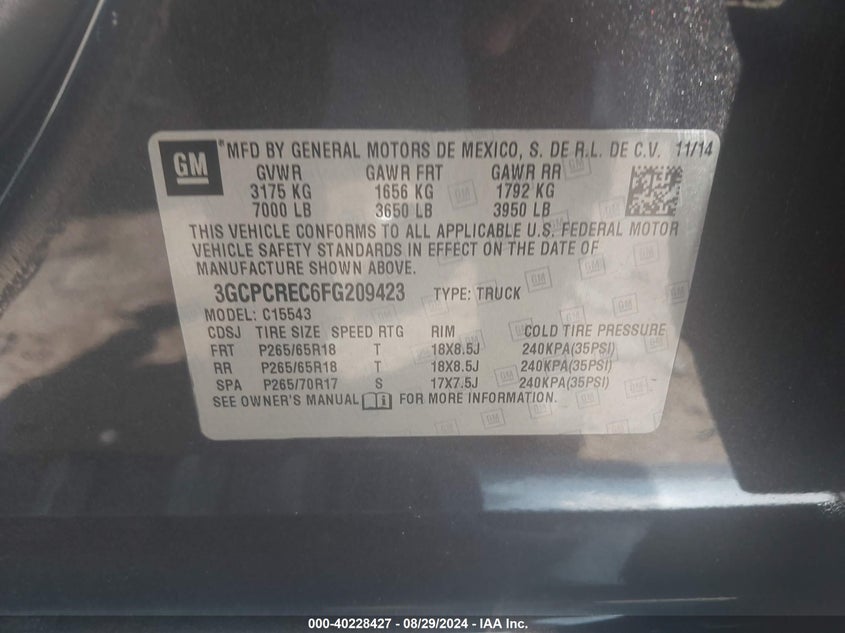 GM ® MFD BY GENERAL MOTORS DE MEXICO, S. DE R.L. DE C.V. 11/14
GVWR GAWR FRT GAWR RR
3175 KG 1656 KG 1792 KG
7000 LB 3650 LB 3950 LB
THIS VEHICLE CONFORMS TO ALL APPLICABLE U.S. FEDERAL MOTOR
VEHICLE SAFETY STANDARDS IN EFFECT ON THE DATE OF
MANUFACTURE SHOWN ABOVE.
3GCPCREC6FG209423 TYPE: TRUCK
MODEL: C15543
CDSJ TIRE SIZE SPEED RTG RIM COLD TIRE PRESSURE
FRT P265/65R18 T 18X8.5J 240KPA(35PSI)
RR P265/65R18 T 18X8.5J 240KPA(35PSI)
SPA P265/70R17 S 17X7.5J 240KPA(35PSI)
SEE OWNER'S MANUAL FOR MORE INFORMATION.
000-40228427 - 08/29/2024 - IAA Inc.